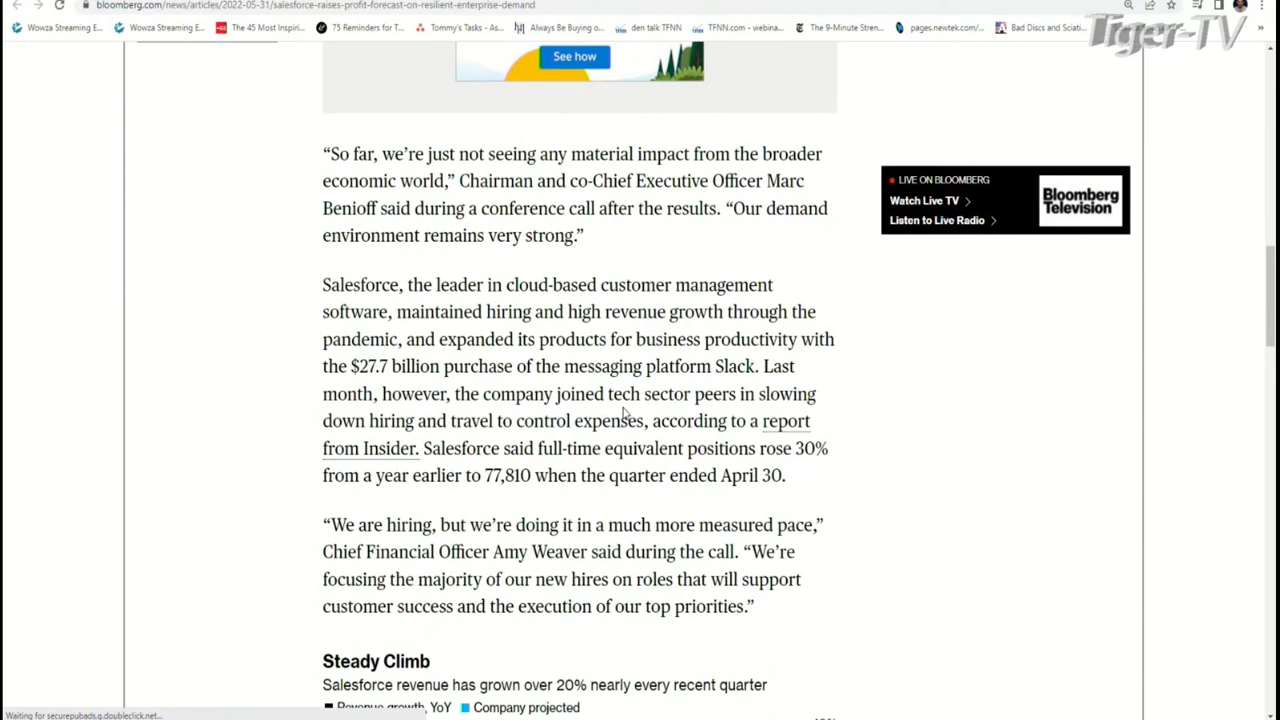 bloomberg.com/news/articles/2022-05-31/salesforce-raises-profit-forecast-on-resilient-enterprise-demand
Wowza Streaming E... Wowza Streaming E... The 45 Most Inspiri... 75 Reminders for T... Tommy's Tasks - As... Always Be Buying o... den talk TFNN TFNN.com - webina... The 9-Minute Stren... pages.newtek.com/... Bad Discs and Sciati...
Tiger-TV
See how
“So far, we’re just not seeing any material impact from the broader
economic world,” Chairman and co-Chief Executive Officer Marc
Benioff said during a conference call after the results. “Our demand
environment remains very strong.”
LIVE ON BLOOMBERG
Watch Live TV
Listen to Live Radio
Bloomberg
Television
Salesforce, the leader in cloud-based customer management
software, maintained hiring and high revenue growth through the
pandemic, and expanded its products for business productivity with
the $27.7 billion purchase of the messaging platform Slack. Last
month, however, the company joined tech sector peers in slowing
down hiring and travel to control expenses, according to a report
from Insider. Salesforce said full-time equivalent positions rose 30%
from a year earlier to 77,810 when the quarter ended April 30.
“We are hiring, but we’re doing it in a much more measured pace,”
Chief Financial Officer Amy Weaver said during the call. “We’re
focusing the majority of our new hires on roles that will support
customer success and the execution of our top priorities.”
Steady Climb
Salesforce revenue has grown over 20% nearly every recent quarter
Revenue growth, YoY Company projected
Waiting for securepubads.g.doubleclick.net...